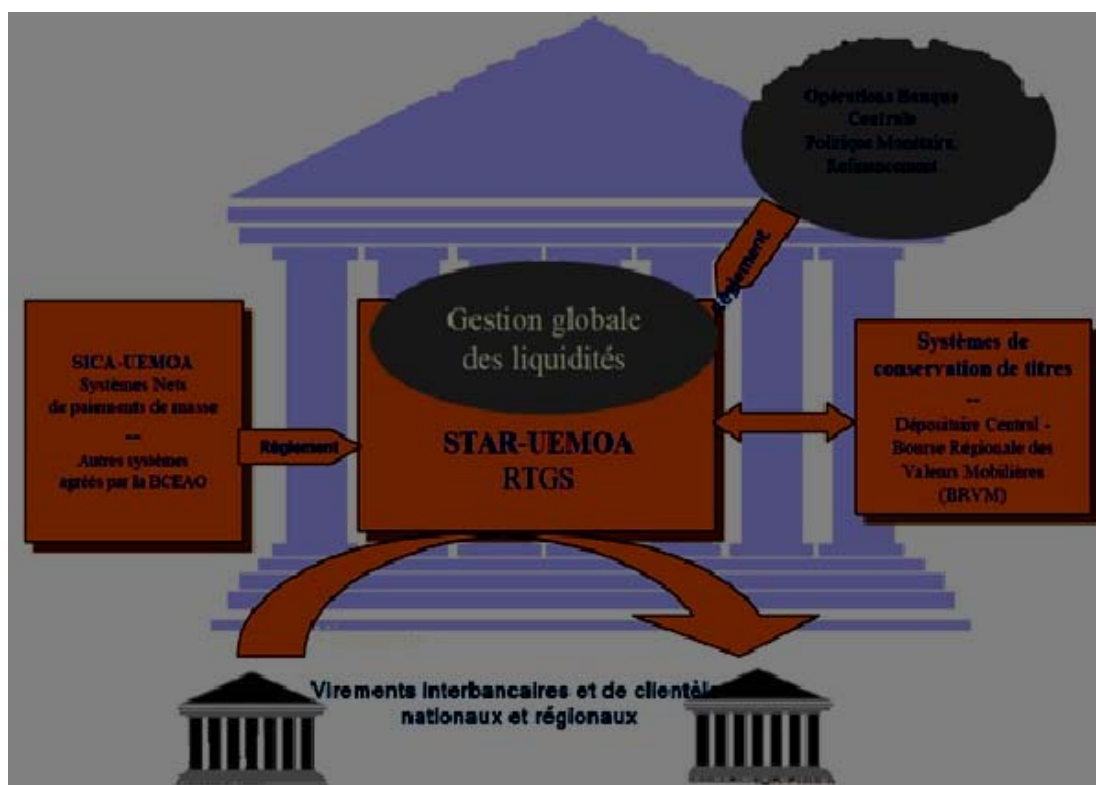 Opérations Banque
Centrale
Politique Monétaire,
Refinancement
Règlement
Gestion globale
des liquidités
SICA-UEMOA
Systèmes Nets
de paiements de masse
--
Autres systèmes
agréés par la BCEAO
Règlement
STAR-UEMOA
RTGS
Systèmes de
conservation de titres
--
Dépositaire Central -
Bourse Régionale des
Valeurs Mobilières
(BRVM)
Virements interbancaires et de clientèle
nationaux et régionaux